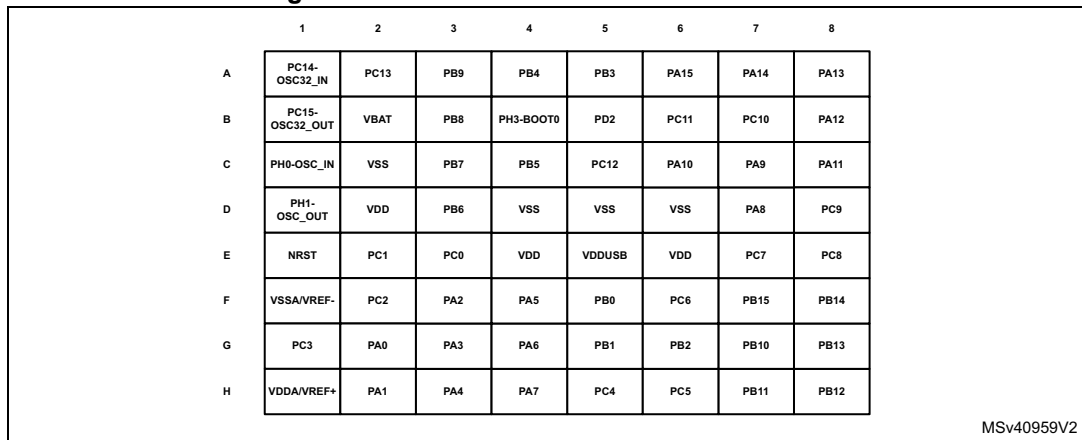 g
1 2 3 4 5 6 7 8
A PC14-OSC32_IN PC13 PB9 PB4 PB3 PA15 PA14 PA13
B PC15-OSC32_OUT VBAT PB8 PH3-BOOT0 PD2 PC11 PC10 PA12
C PH0-OSC_IN VSS PB7 PB5 PC12 PA10 PA9 PA11
D PH1-OSC_OUT VDD PB6 VSS VSS VSS PA8 PC9
E NRST PC1 PC0 VDD VDDUSB VDD PC7 PC8
F VSSA/VREF- PC2 PA2 PA5 PB0 PC6 PB15 PB14
G PC3 PA0 PA3 PA6 PB1 PB2 PB10 PB13
H VDDA/VREF+ PA1 PA4 PA7 PC4 PC5 PB11 PB12
MSv40959V2